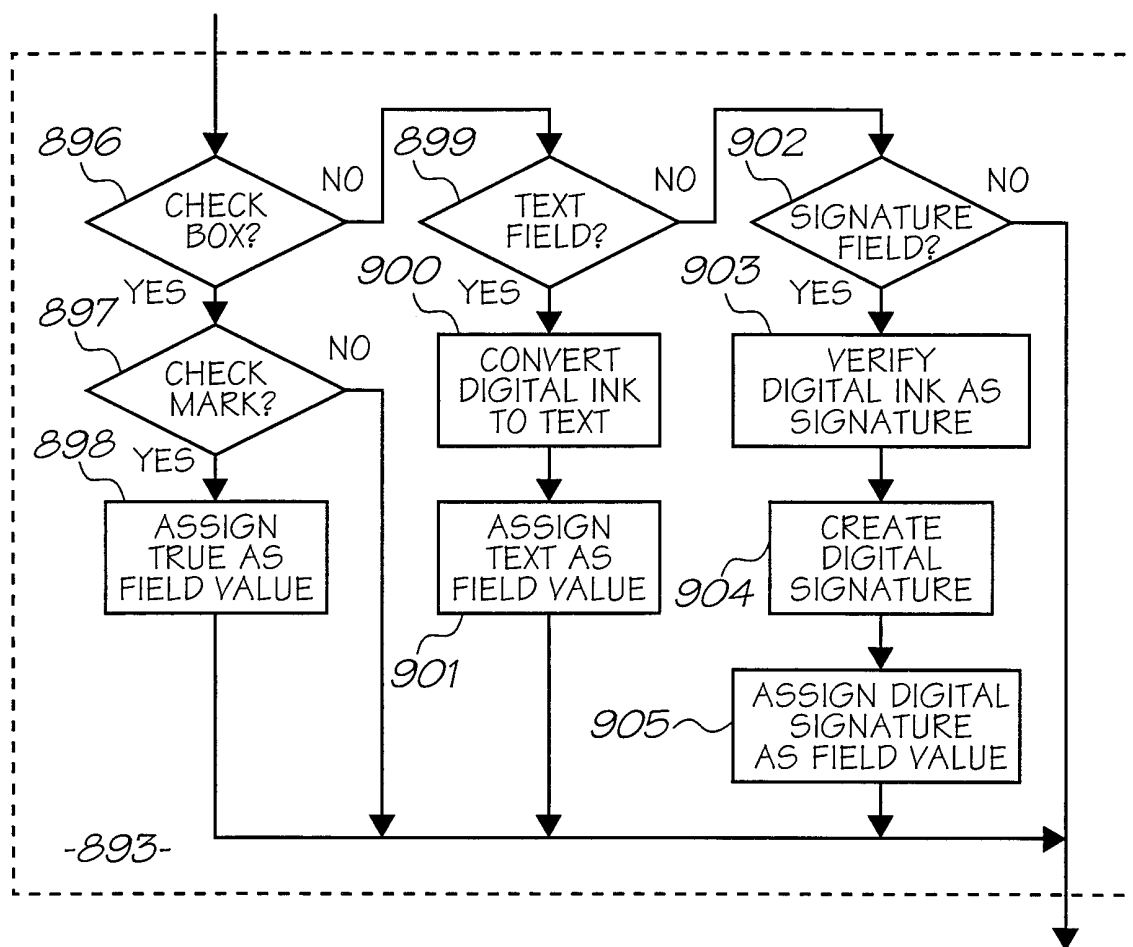 896
CHECK
BOX?
NO
YES
899
TEXT
FIELD?
NO
YES
902
SIGNATURE
FIELD?
NO
YES
897
CHECK
MARK?
NO
YES
898
ASSIGN
TRUE AS
FIELD VALUE
900
CONVERT
DIGITAL INK
TO TEXT
901
ASSIGN
TEXT AS
FIELD VALUE
903
VERIFY
DIGITAL INK AS
SIGNATURE
904
CREATE
DIGITAL
SIGNATURE
905
ASSIGN DIGITAL
SIGNATURE
AS FIELD VALUE
-893-